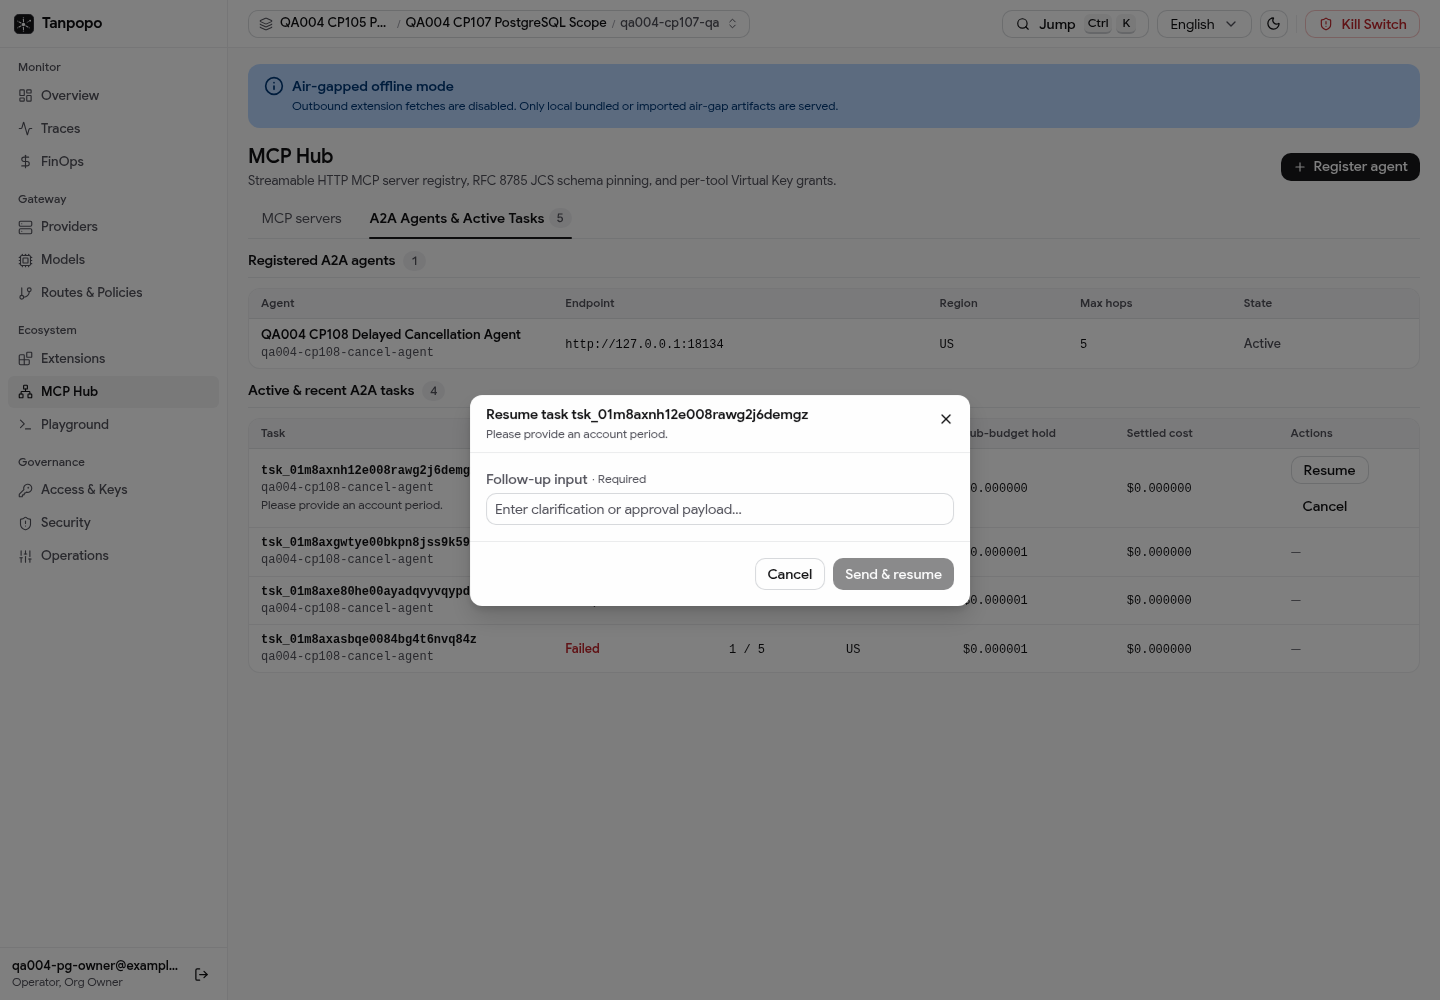 Tanpopo
QA004 CP105 P... / QA004 CP107 PostgreSQL Scope / qa004-cp107-qa
Jump Ctrl K
English
Kill Switch
Monitor
Overview
Traces
FinOps
Gateway
Providers
Models
Routes & Policies
Ecosystem
Extensions
MCP Hub
Playground
Governance
Access & Keys
Security
Operations
qa004-pg-owner@exampl...
Operator, Org Owner
Air-gapped offline mode
Outbound extension fetches are disabled. Only local bundled or imported air-gap artifacts are served.
MCP Hub
Streamable HTTP MCP server registry, RFC 8785 JCS schema pinning, and per-tool Virtual Key grants.
Register agent
MCP servers A2A Agents & Active Tasks 5
Registered A2A agents 1
Agent Endpoint Region Max hops State
QA004 CP108 Delayed Cancellation Agent
qa004-cp108-cancel-agent http://127.0.0.1:18134 US 5 Active
Active & recent A2A tasks 4
Task ub-budget hold Settled cost Actions
tsk_01m8axnh12e008rawg2j6demg
qa004-cp108-cancel-agent
Please provide an account period.
0.000000 $0.000000 Resume
Cancel
tsk_01m8axgwtye00bkpn8jss9k59
qa004-cp108-cancel-agent
0.000001 $0.000000 —
tsk_01m8axe80he00ayadqvyvqypd
qa004-cp108-cancel-agent
0.000001 $0.000000 —
tsk_01m8axasbqe0084bg4t6nvq84z
qa004-cp108-cancel-agent
Failed 1 / 5 US $0.000001 $0.000000 —
Resume task tsk_01m8axnh12e008rawg2j6demgz
Please provide an account period.
Follow-up input · Required
Enter clarification or approval payload...
Cancel Send & resume